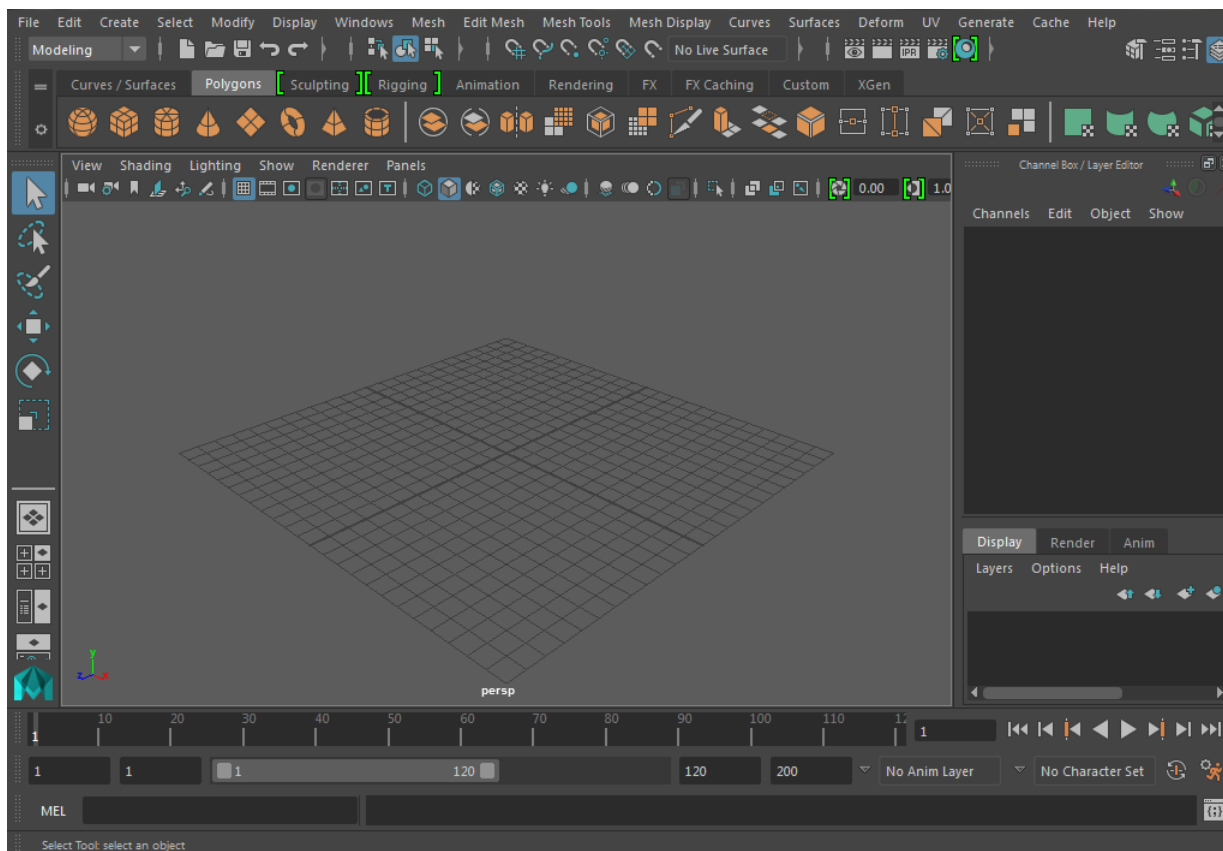 File Edit Create Select Modify Display Windows Mesh Edit Mesh Mesh Tools Mesh Display Curves Surfaces Deform UV Generate Cache Help
Modeling No Live Surface IPR
Curves / Surfaces Polygons Sculpting Rigging Animation Rendering FX FX Caching Custom XGen
View Shading Lighting Show Renderer Panels
0.00 1.0
Channel Box / Layer Editor
Channels Edit Object Show
Display Render Anim
Layers Options Help
y
z x
persp
10 20 30 40 50 60 70 80 90 100 110 12
1 1
1 1 1 120 120 200 No Anim Layer No Character Set
MEL
Select Tool: select an object